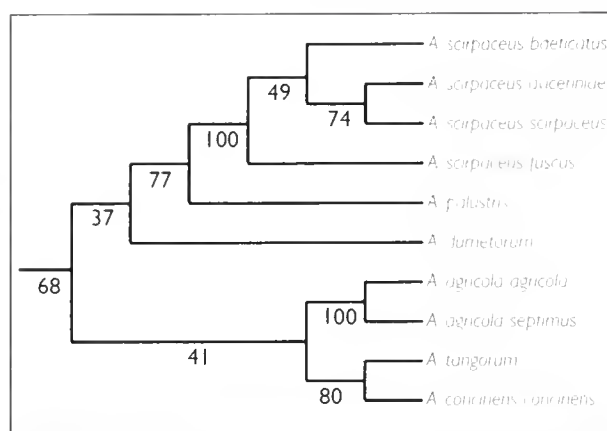 A. scirpaceus baeticatus
49
A. scirpaceus avicenniae
74
A. scirpaceus scirpaceus
100
A. scirpaceus fuscus
77
A. palustris
37
A. dumetorum
68
A. agricola agricola
100
A. agricola septimus
41
A. tangorum
80
A. concinens concinens